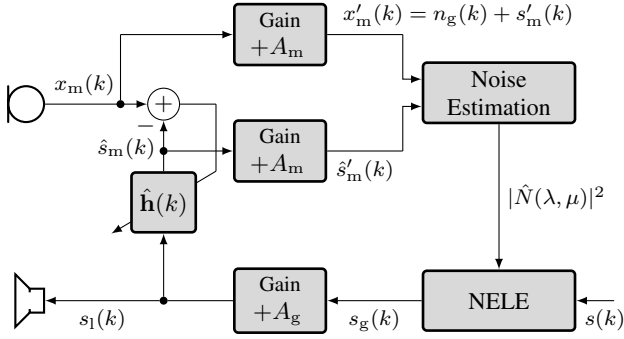 Gain
+A_m
x′_m(k) = n_g(k) + s′_m(k)
x_m(k)
+
−
Noise
Estimation
ŝ_m(k)
Gain
+A_m
ŝ′_m(k)
ĥ(k)
|N̂(λ, μ)|²
Gain
+A_g
NELE
s_l(k)
s_g(k)
s(k)